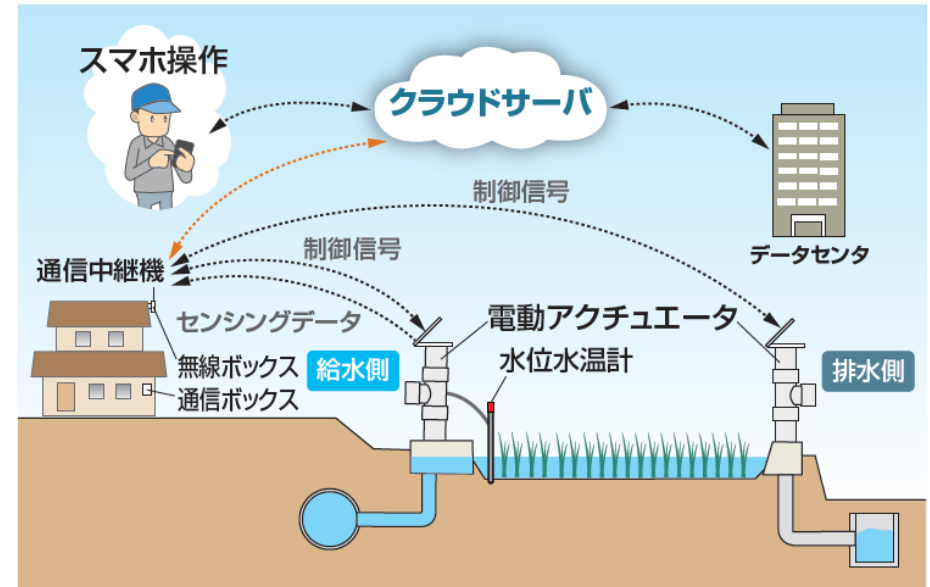 スマホ操作
クラウドサーバ
制御信号
データセンタ
制御信号
通信中継機
センシングデータ
電動アクチュエータ
無線ボックス
給水側
水位水温計
排水側
通信ボックス